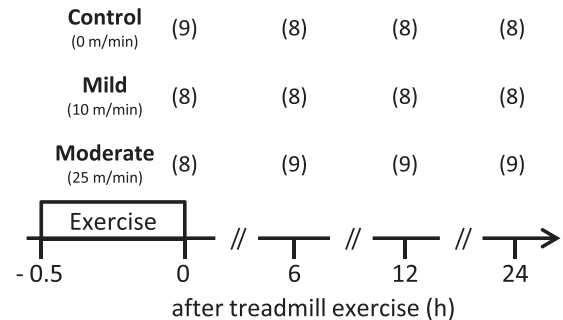 Control (9) (8) (8) (8)
(0 m/min)
Mild (8) (8) (8) (8)
(10 m/min)
Moderate (8) (9) (9) (9)
(25 m/min)
Exercise
// // //
- 0.5 0 6 12 24
after treadmill exercise (h)